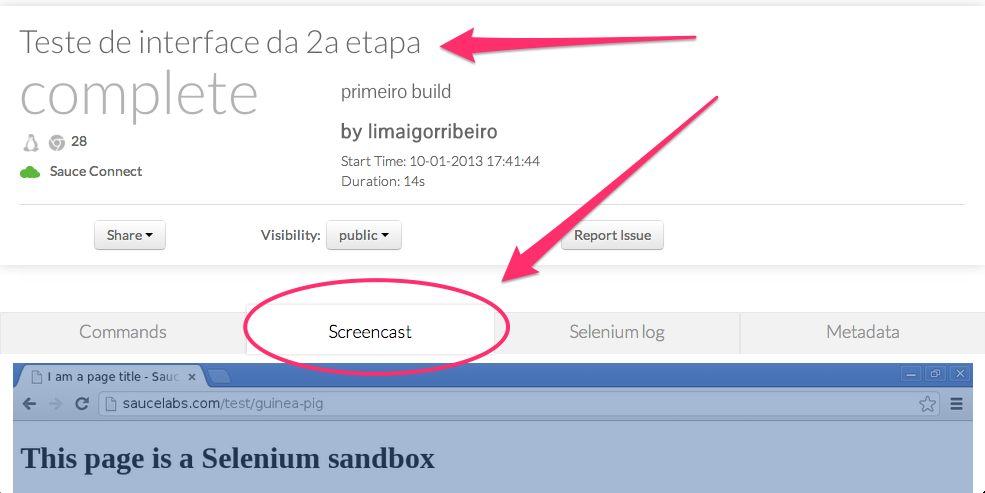 Teste de interface da 2a etapa
complete
primeiro build
28
by limaigorribeiro
Sauce Connect
Start Time: 10-01-2013 17:41:44
Duration: 14s
Share
Visibility: public
Report Issue
Commands
Screencast
Selenium log
Metadata
I am a page title - Sauc
saucelabs.com/test/guinea-pig
This page is a Selenium sandbox